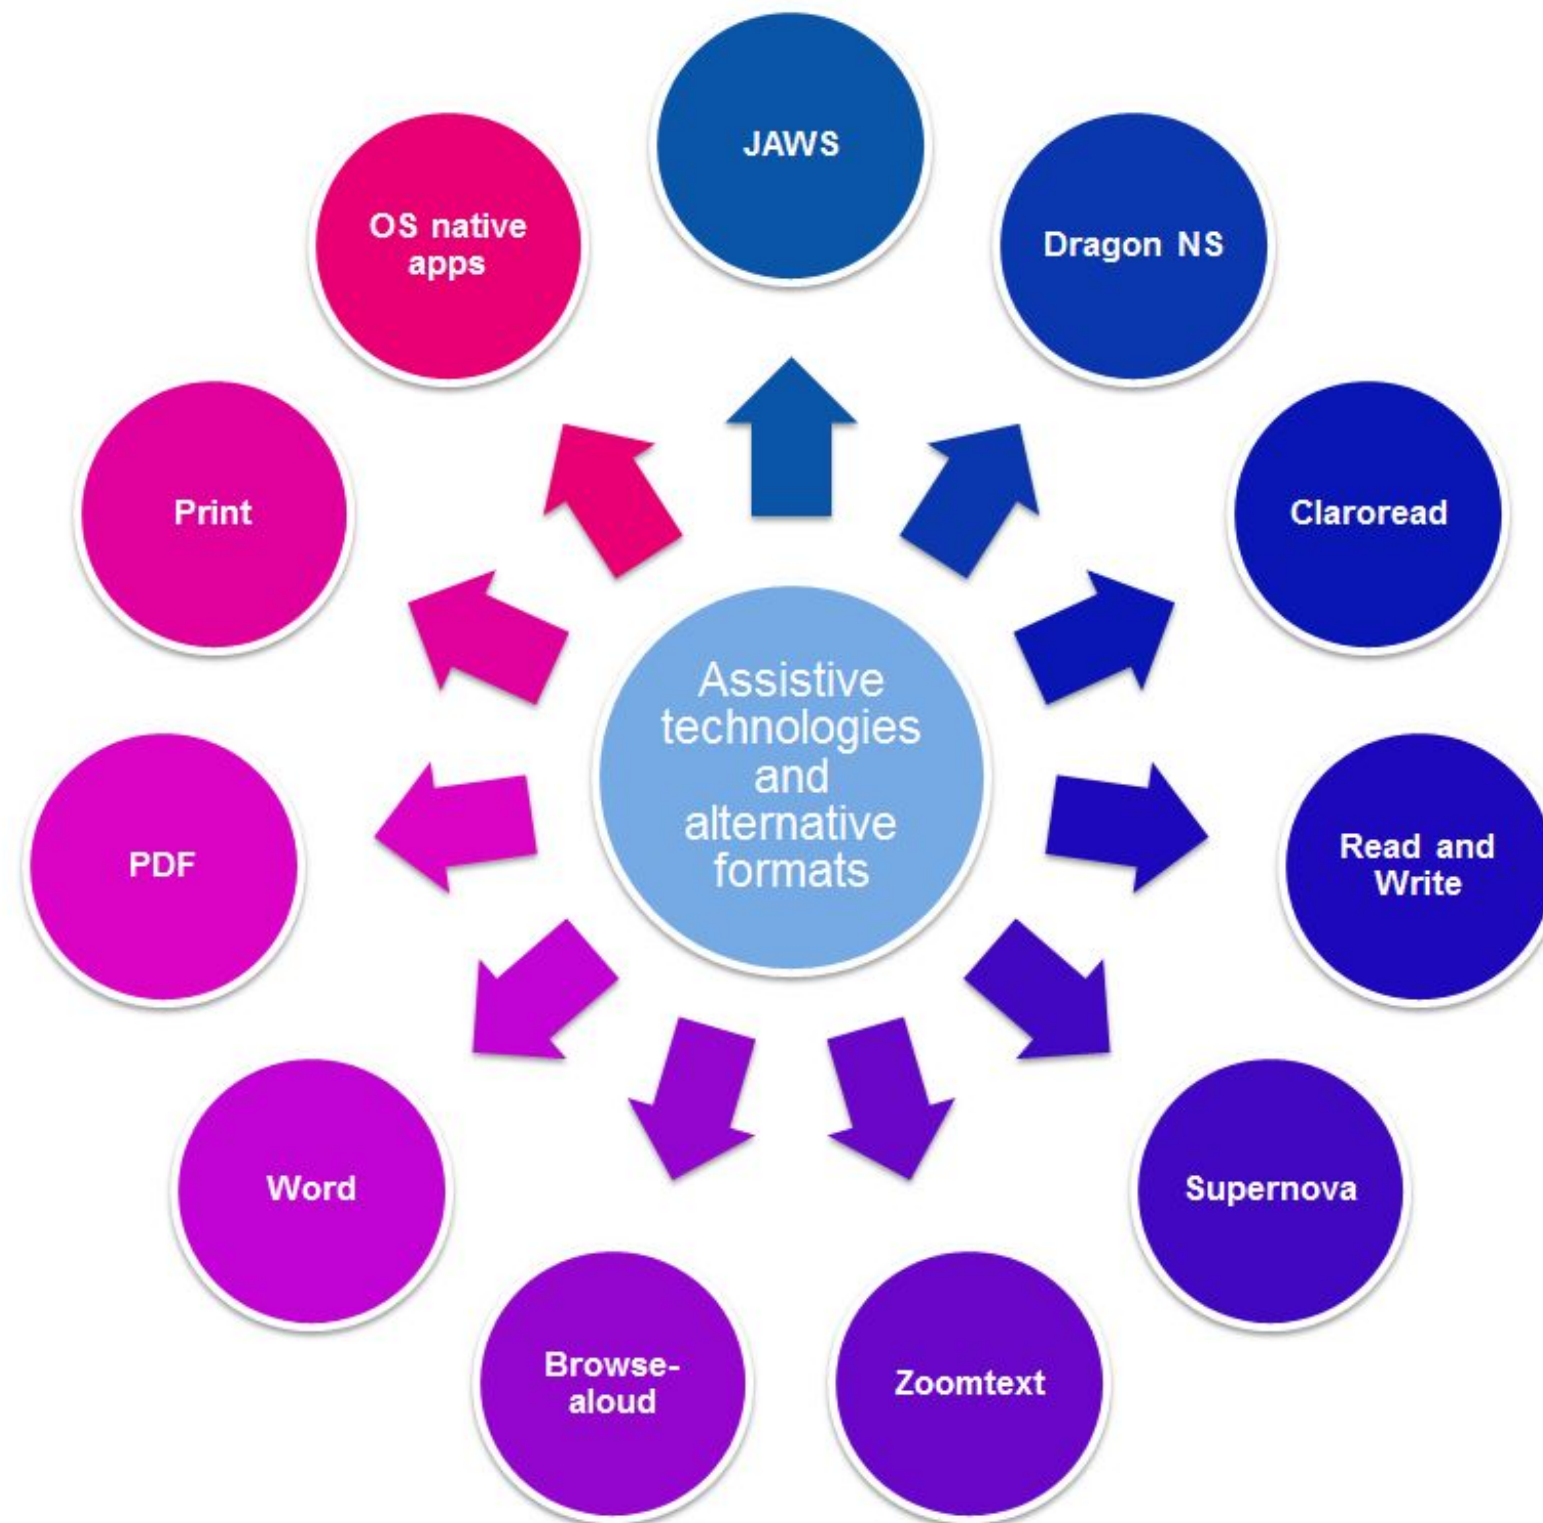 JAWS
Dragon NS
Claroread
Read and
Write
Supernova
Zoomtext
Browse-
aloud
Word
PDF
Print
OS native
apps
Assistive
technologies
and
alternative
formats